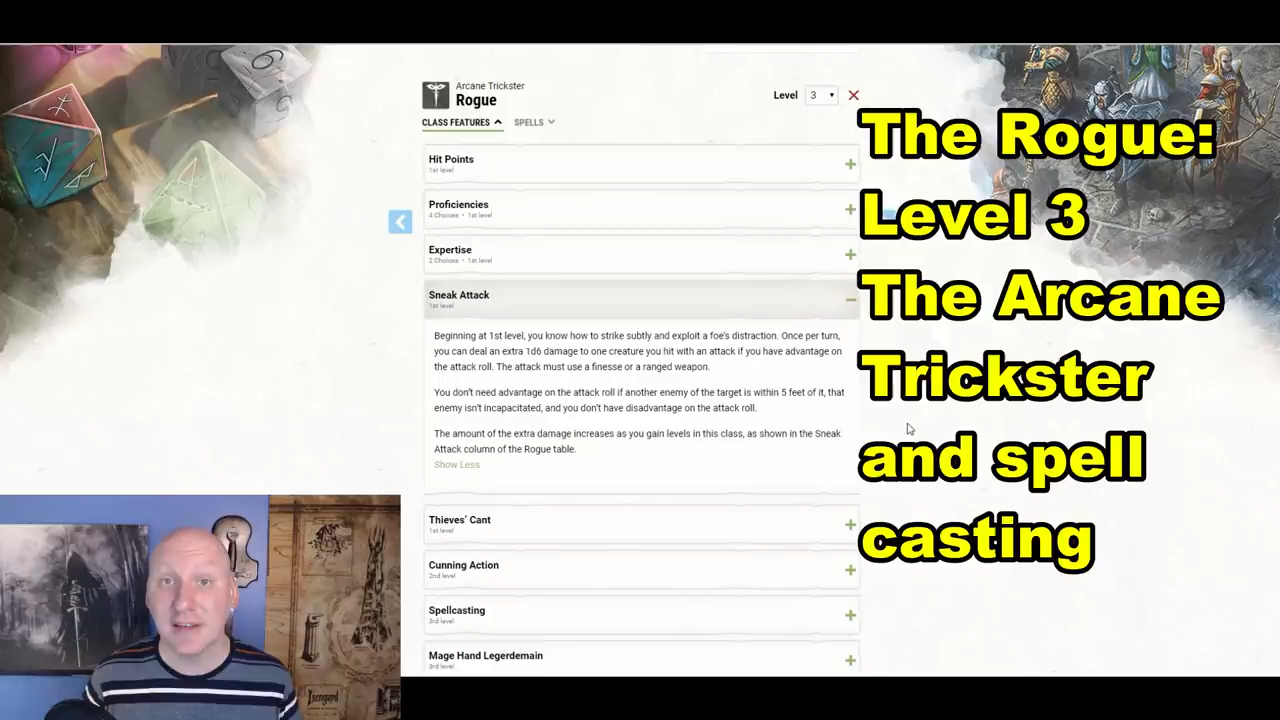 Arcane Trickster
Rogue
Level 3
CLASS FEATURES SPELLS
Hit Points
1st level
Proficiencies
4 Choices • 1st level
Expertise
2 Choices • 1st level
Sneak Attack
1st level
Beginning at 1st level, you know how to strike subtly and exploit a foe's distraction. Once per turn,
you can deal an extra 1d6 damage to one creature you hit with an attack if you have advantage on
the attack roll. The attack must use a finesse or a ranged weapon.
You don't need advantage on the attack roll if another enemy of the target is within 5 feet of it, that
enemy isn't incapacitated, and you don't have disadvantage on the attack roll.
The amount of the extra damage increases as you gain levels in this class, as shown in the Sneak
Attack column of the Rogue table.
Show Less
Thieves' Cant
1st level
Cunning Action
2nd level
Spellcasting
3rd level
Mage Hand Legerdemain
3rd level
The Rogue:
Level 3
The Arcane
Trickster
and spell
casting
Isengard